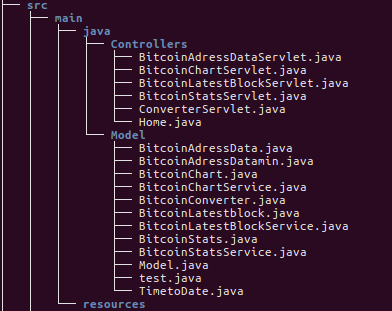 src
main
java
Controllers
BitcoinAdressDataServlet.java
BitcoinChartServlet.java
BitcoinLatestBlockServlet.java
BitcoinStatsServlet.java
ConverterServlet.java
Home.java
Model
BitcoinAdressData.java
BitcoinAdressDatamin.java
BitcoinChart.java
BitcoinChartService.java
BitcoinConverter.java
BitcoinLatestblock.java
BitcoinLatestBlockService.java
BitcoinStats.java
BitcoinStatsService.java
Model.java
test.java
TimetoDate.java
resources